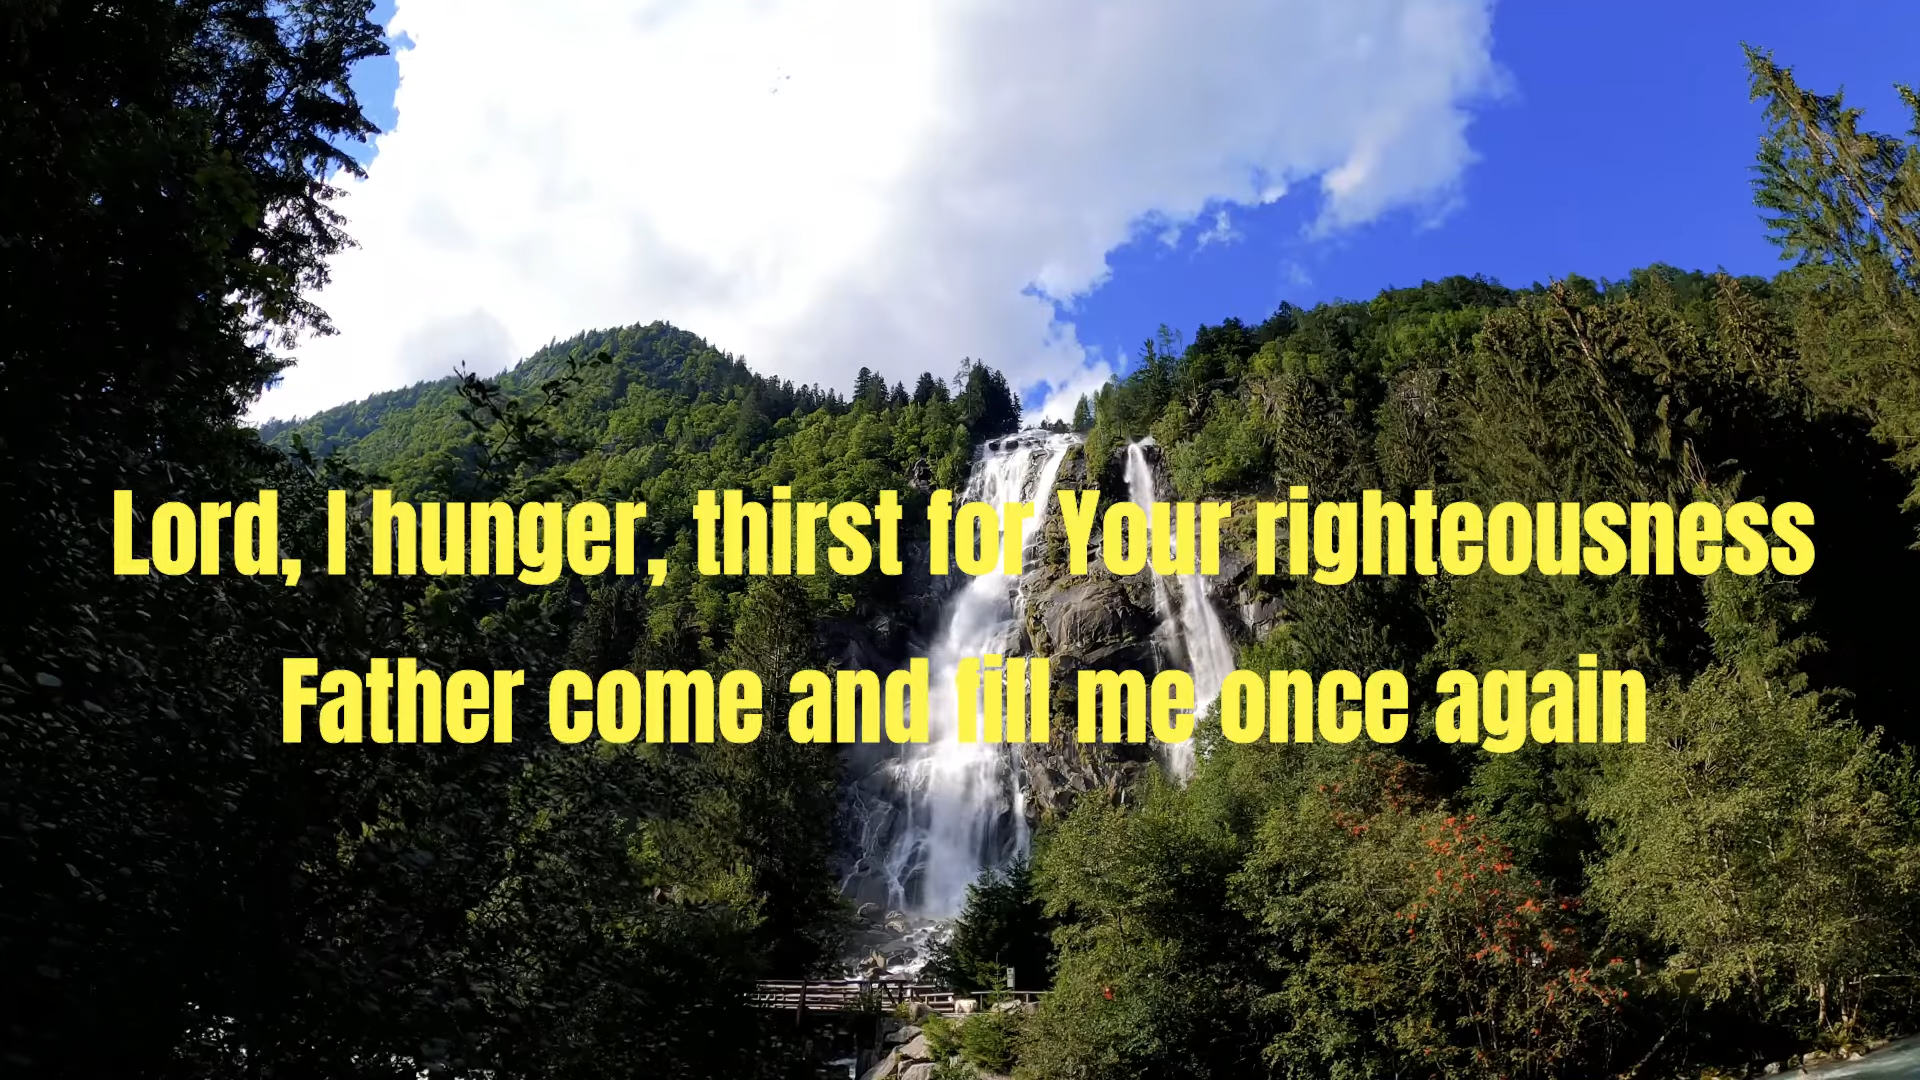 Lord, I hunger, thirst for Your righteousness
Father come and fill me once again